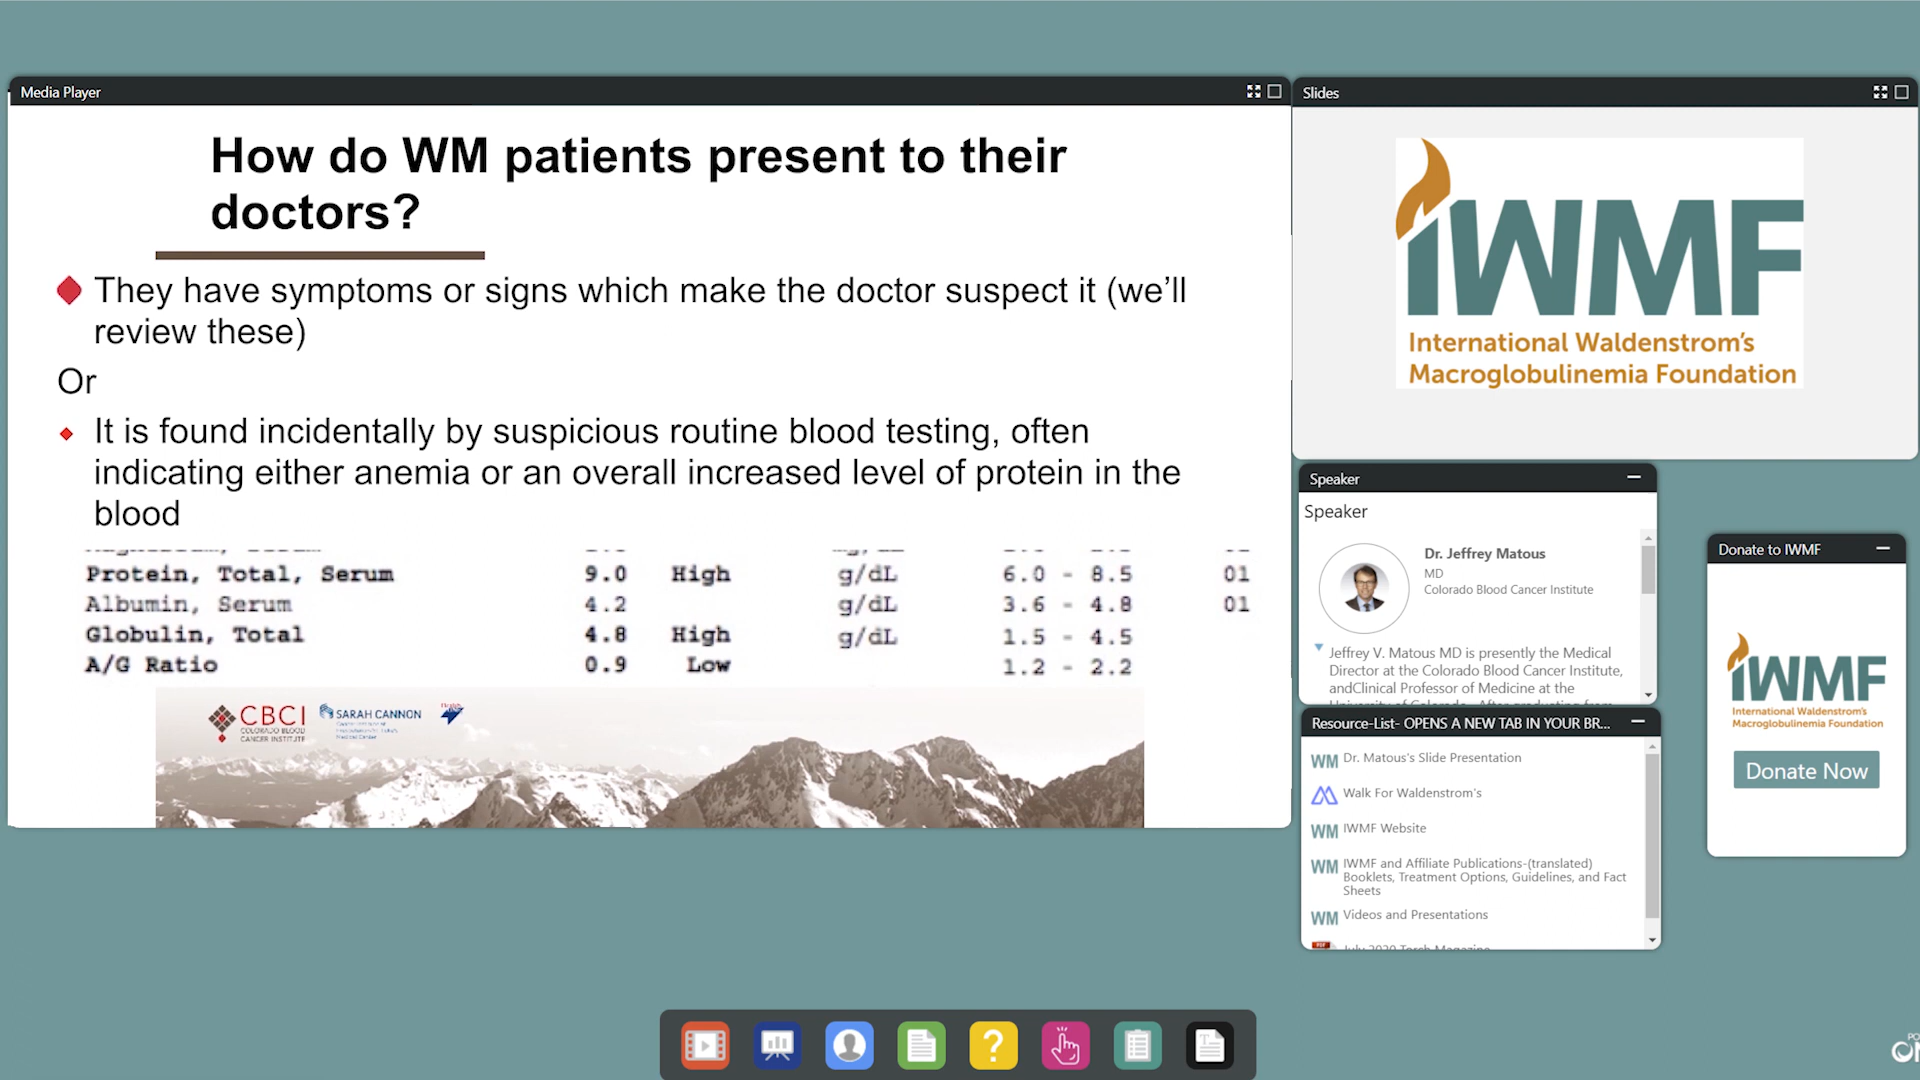 Media Player
How do WM patients present to their
doctors?
They have symptoms or signs which make the doctor suspect it (we'll
review these)
Or
It is found incidentally by suspicious routine blood testing, often
indicating either anemia or an overall increased level of protein in the
blood
Protein, Total, Serum 9.0 High g/dL 6.0 - 8.5 01
Albumin, Serum 4.2 g/dL 3.6 - 4.8 01
Globulin, Total 4.8 High g/dL 1.5 - 4.5
A/G Ratio 0.9 Low 1.2 - 2.2
CBCI
COLORADO BLOOD
CANCER INSTITUTE
SARAH CANNON
Slides
IWMF
International Waldenstrom's
Macroglobulinemia Foundation
Speaker
Speaker
Dr. Jeffrey Matous
MD
Colorado Blood Cancer Institute
Jeffrey V. Matous MD is presently the Medical
Director at the Colorado Blood Cancer Institute,
andClinical Professor of Medicine at the
Resource-List- OPENS A NEW TAB IN YOUR BR...
WM Dr. Matous's Slide Presentation
Walk For Waldenstrom's
WM IWMF Website
WM IWMF and Affiliate Publications-(translated)
Booklets, Treatment Options, Guidelines, and Fact
Sheets
WM Videos and Presentations
July 2020 Torch Magazine
Donate to IWMF
IWMF
International Waldenstrom's
Macroglobulinemia Foundation
Donate Now